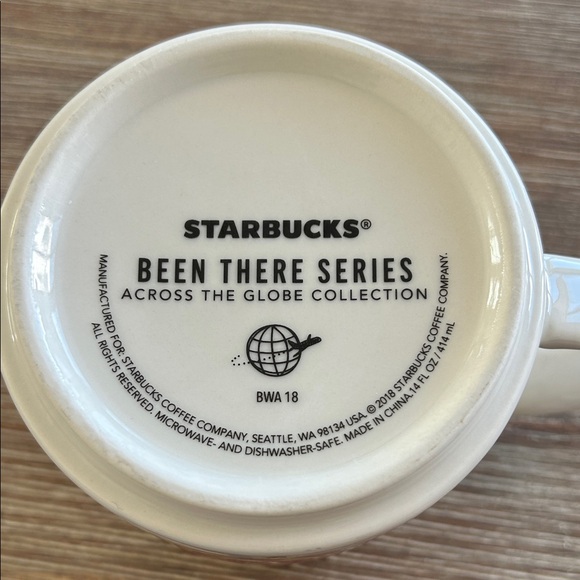 STARBUCKS®
BEEN THERE SERIES
ACROSS THE GLOBE COLLECTION
BWA 18
MANUFACTURED FOR: STARBUCKS COFFEE COMPANY, SEATTLE, WA 98134 USA. © 2018 STARBUCKS COFFEE COMPANY.
ALL RIGHTS RESERVED. MICROWAVE- AND DISHWASHER-SAFE. MADE IN CHINA. 14 FL OZ / 414 mL